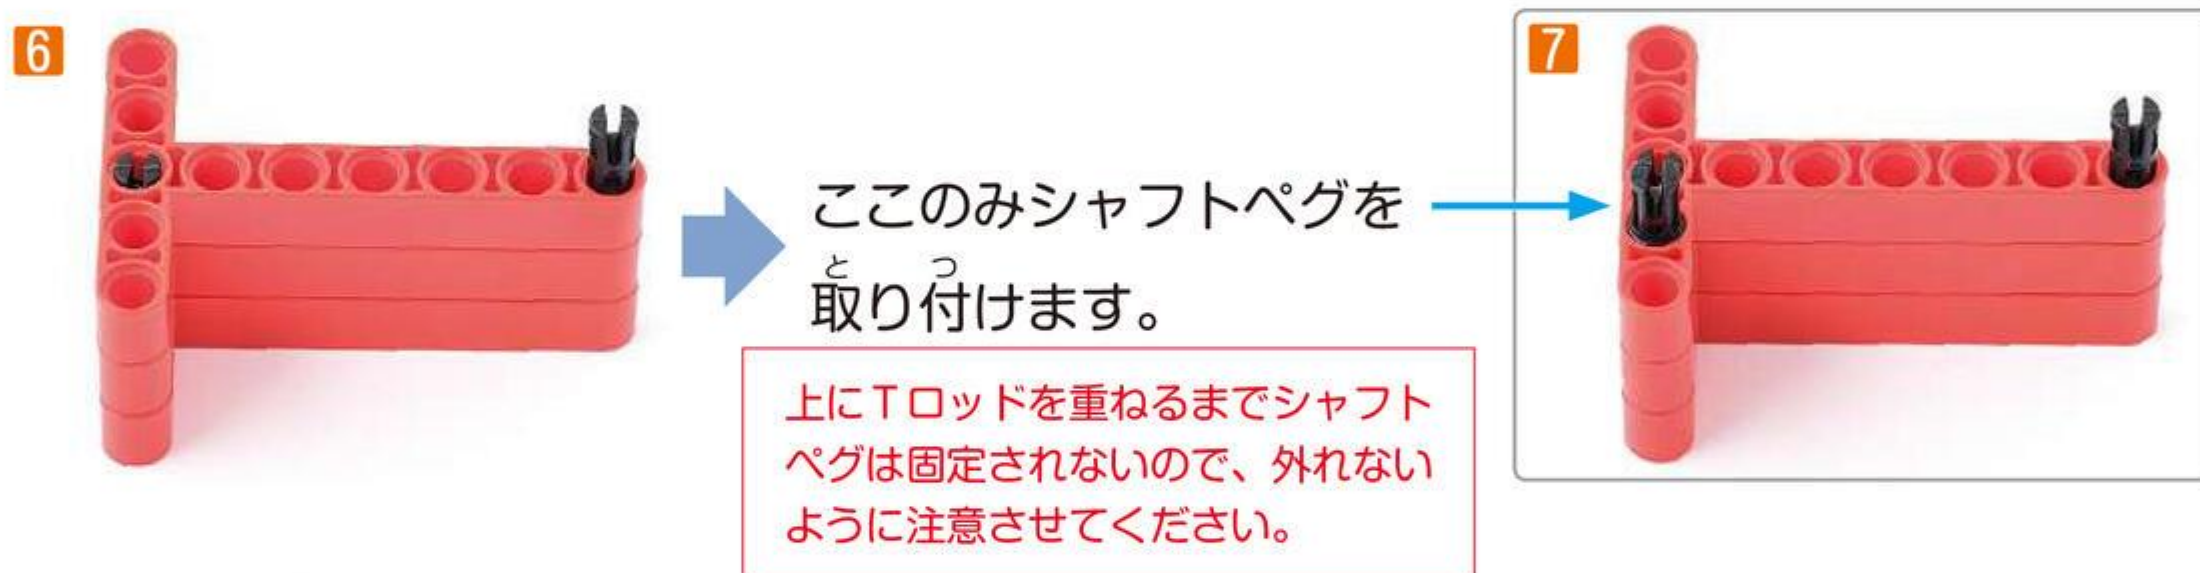 6
ここのみシャフトペグを
取り付けます。
と つ
上にTロッドを重ねるまでシャフト
ペグは固定されないので、外れない
ように注意させてください。
7